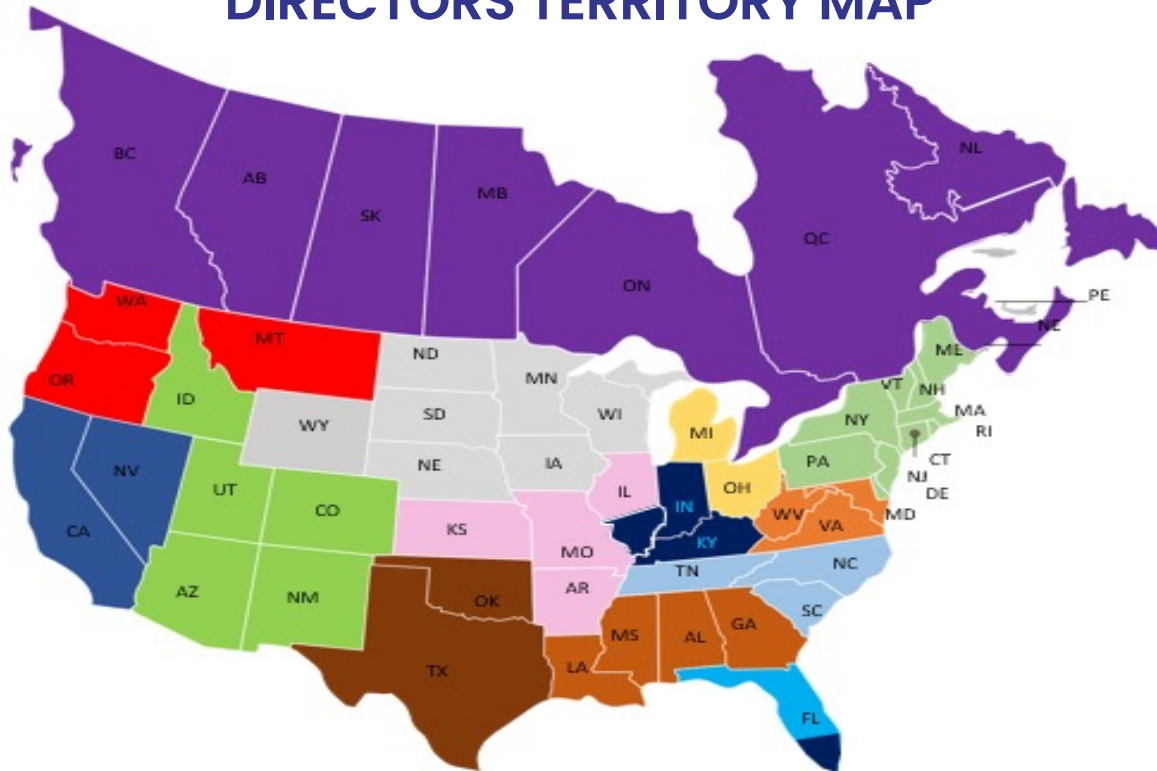 DIRECTORS TERRITORY MAP
BC
AB
SK
MB
ON
QC
NL
PE
NE
WA
MT
OR
ID
WY
ND
SD
NE
MN
WI
IA
MI
ME
VT
NH
NY
MA
RI
CT
NJ
DE
PA
MD
OH
IN
IL
WV
VA
KY
NV
CA
UT
CO
KS
MO
AZ
NM
OK
AR
TN
NC
SC
TX
LA
MS
AL
GA
FL